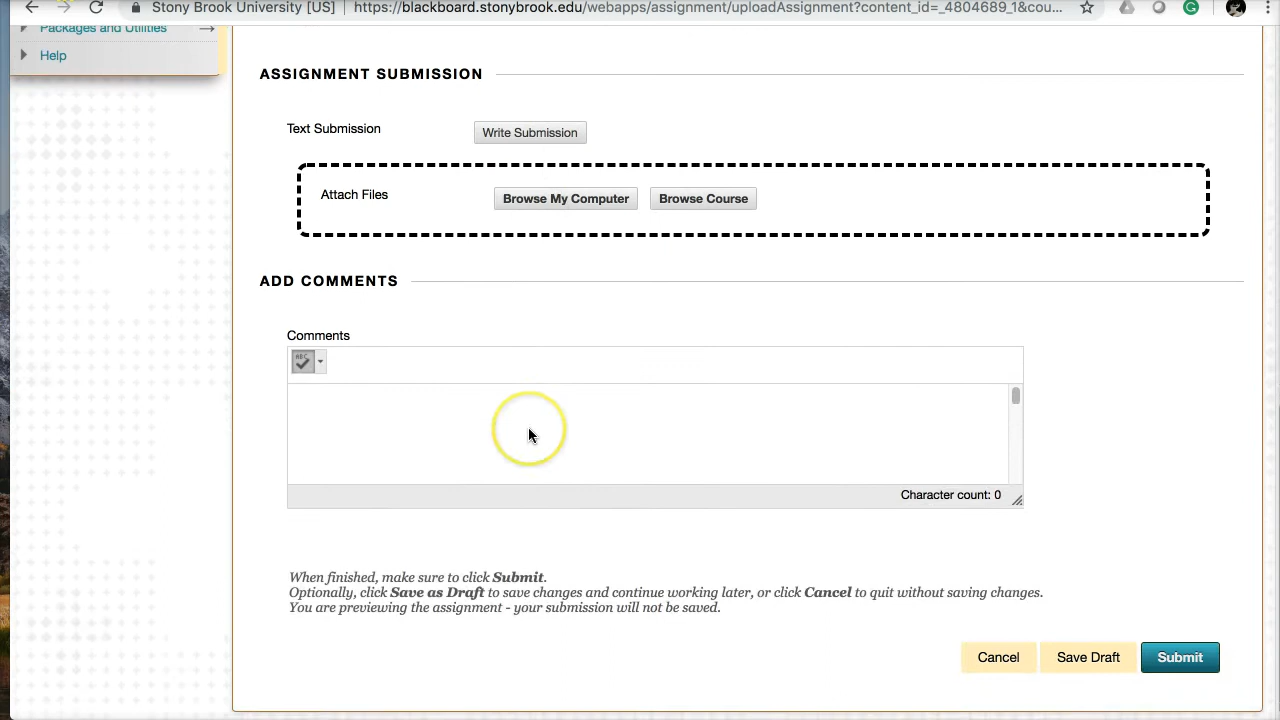 Stony Brook University [US]
https://blackboard.stonybrook.edu/webapps/assignment/uploadAssignment?content_id=_4804689_1&cou...
Packages and Utilities
Help
ASSIGNMENT SUBMISSION
Text Submission
Write Submission
Attach Files
Browse My Computer
Browse Course
ADD COMMENTS
Comments
ABC
Character count: 0
When finished, make sure to click Submit.
Optionally, click Save as Draft to save changes and continue working later, or click Cancel to quit without saving changes.
You are previewing the assignment - your submission will not be saved.
Cancel
Save Draft
Submit